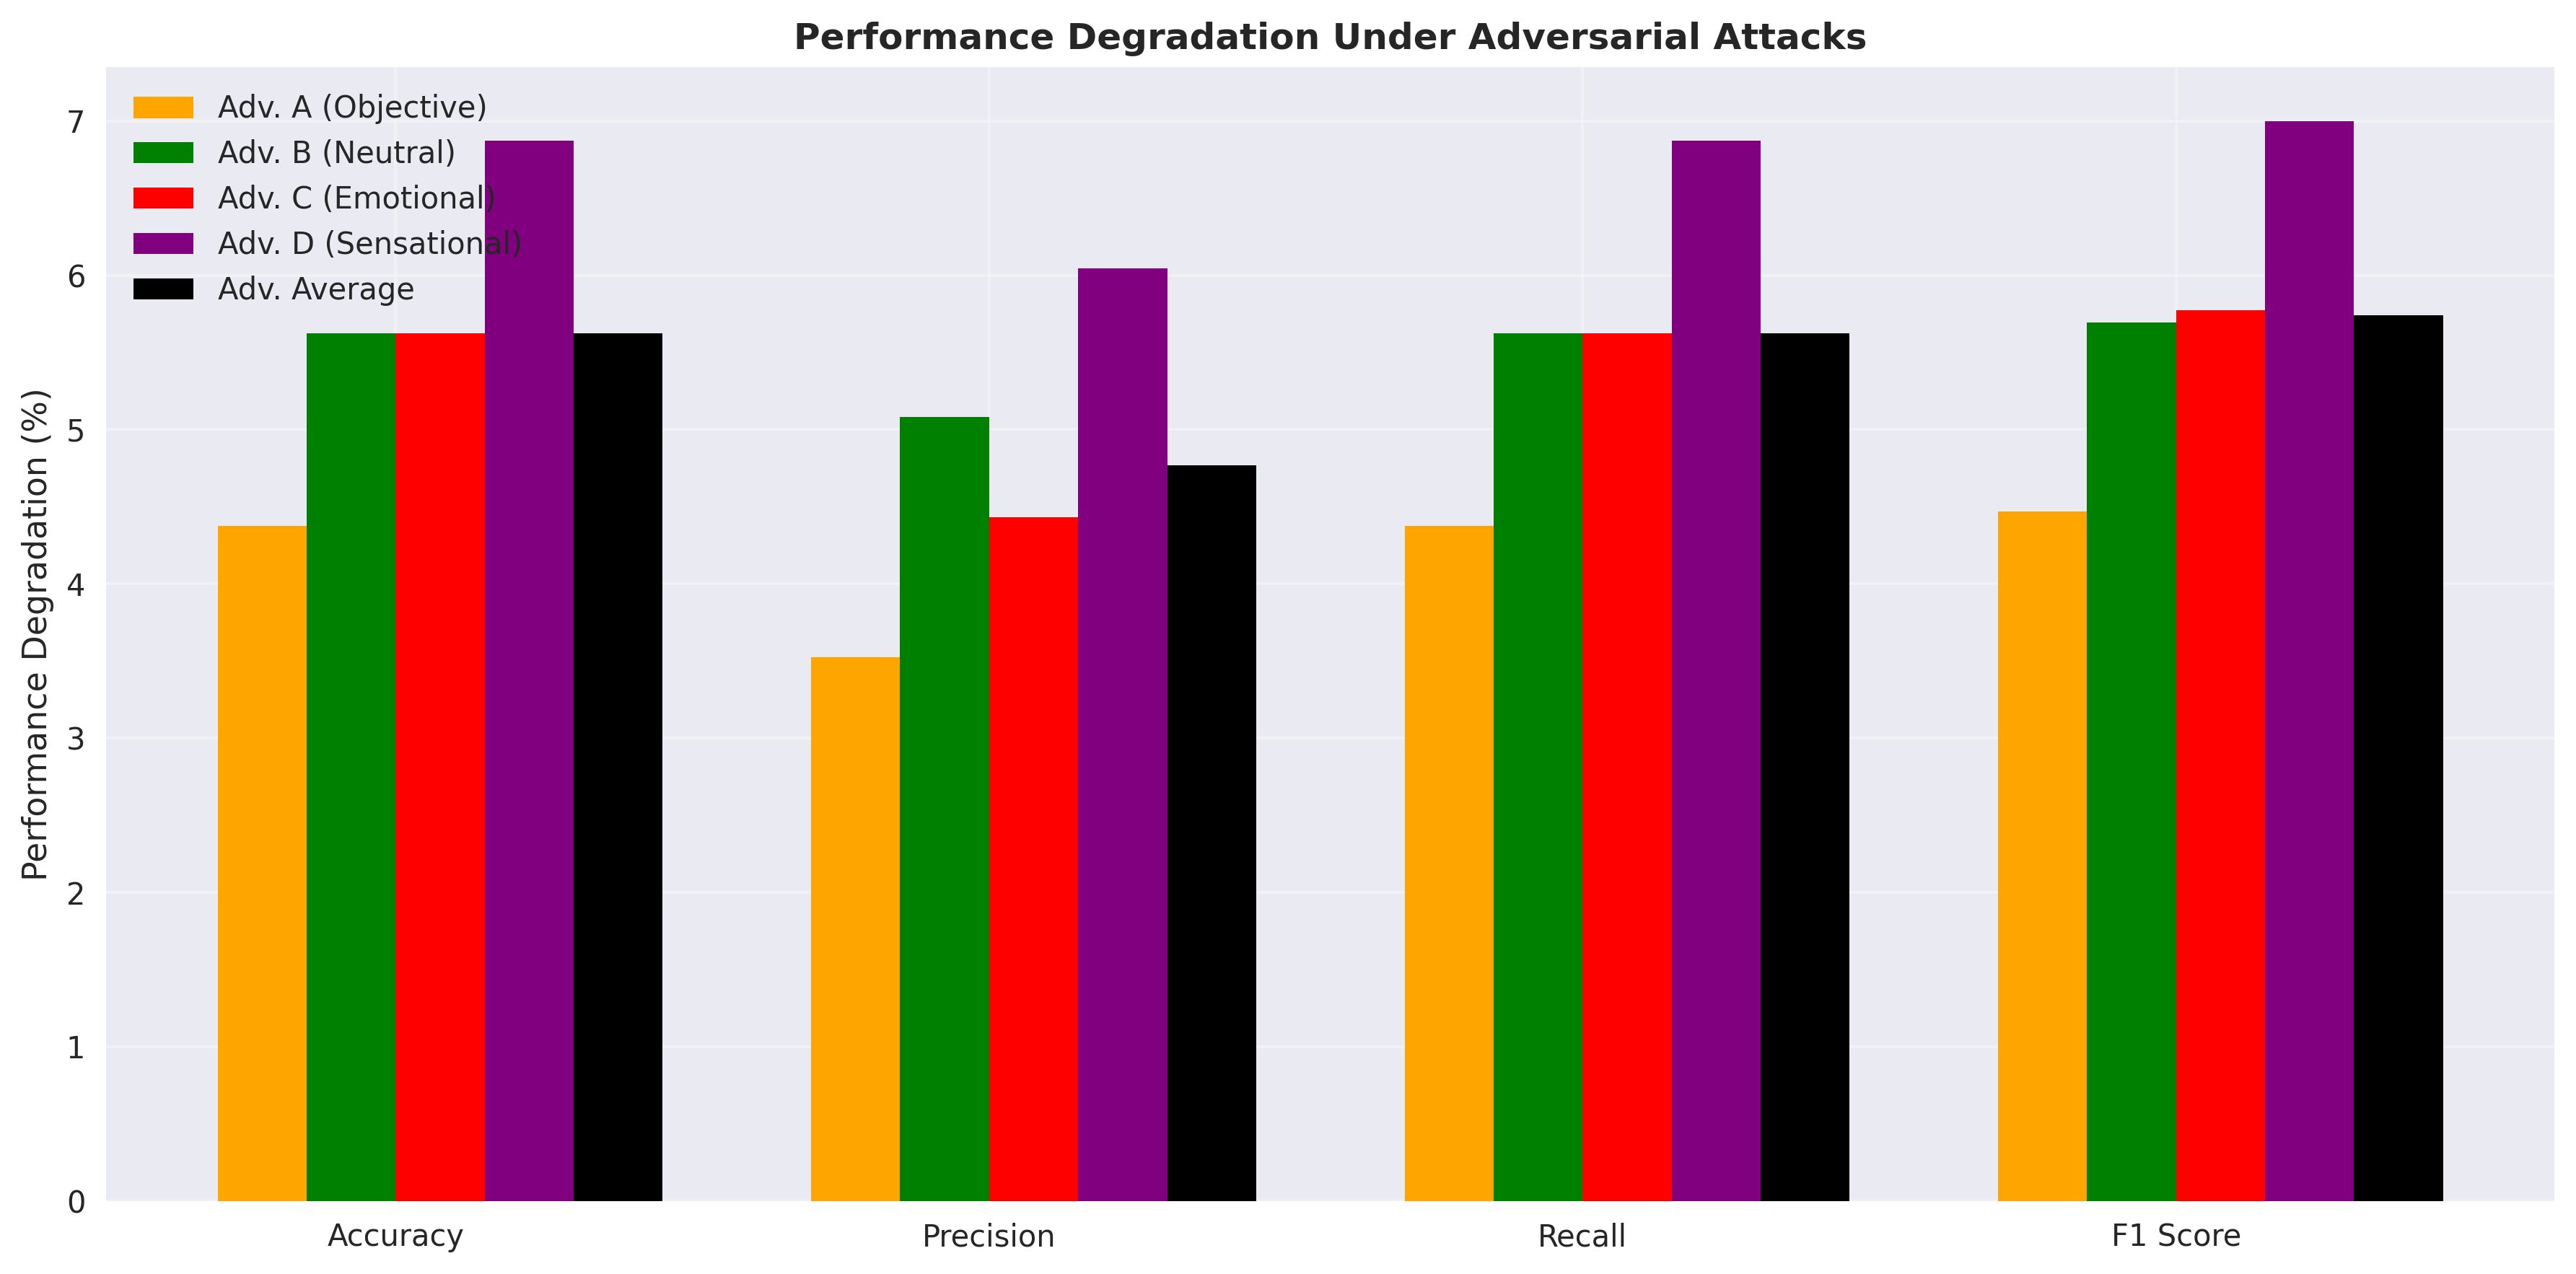 Performance Degradation Under Adversarial Attacks
Adv. A (Objective)
Adv. B (Neutral)
Adv. C (Emotional)
Adv. D (Sensational)
Adv. Average
Performance Degradation (%)
7
6
5
4
3
2
1
0
Accuracy
Precision
Recall
F1 Score